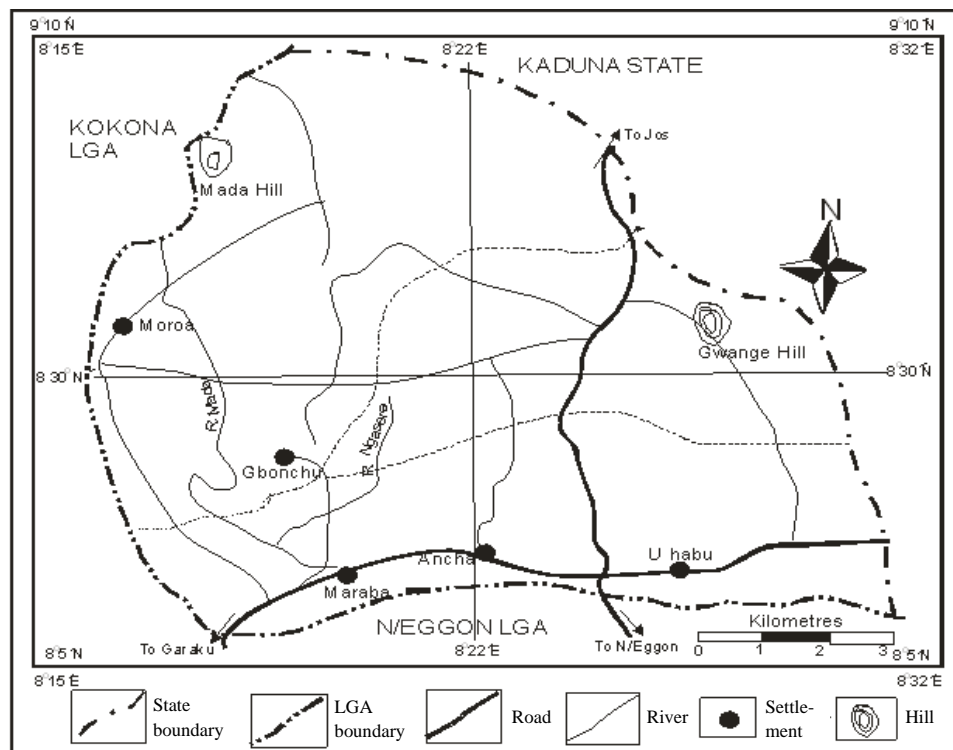 9°10'N
9°10'N
8°15'E
8°22'E
8°32'E
KADUNA STATE
KOKONA
LGA
To Jos
Mada Hill
N
Moroa
Gwange Hill
8°30'N
8°30'N
R. Mada
R. Ngasere
Gbonchu
Ancha
U habu
Maraba
N/EGGON LGA
Kilometres
0 1 2 3
To Garaku
To N/Eggon
8°5'N
8°22'E
8°5'N
8°15'E
8°32'E
State
boundary
LGA
boundary
Road
River
Settle-
ment
Hill